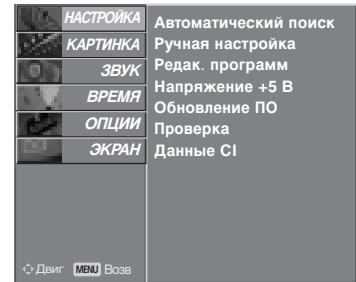 НАСТРОЙКА
КАРТИНКА
ЗВУК
ВРЕМЯ
ОПЦИИ
ЭКРАН
Автоматический поиск
Ручная настройка
Редак. программ
Напряжение +5 В
Обновление ПО
Проверка
Данные CI
Двиг MENU Возв